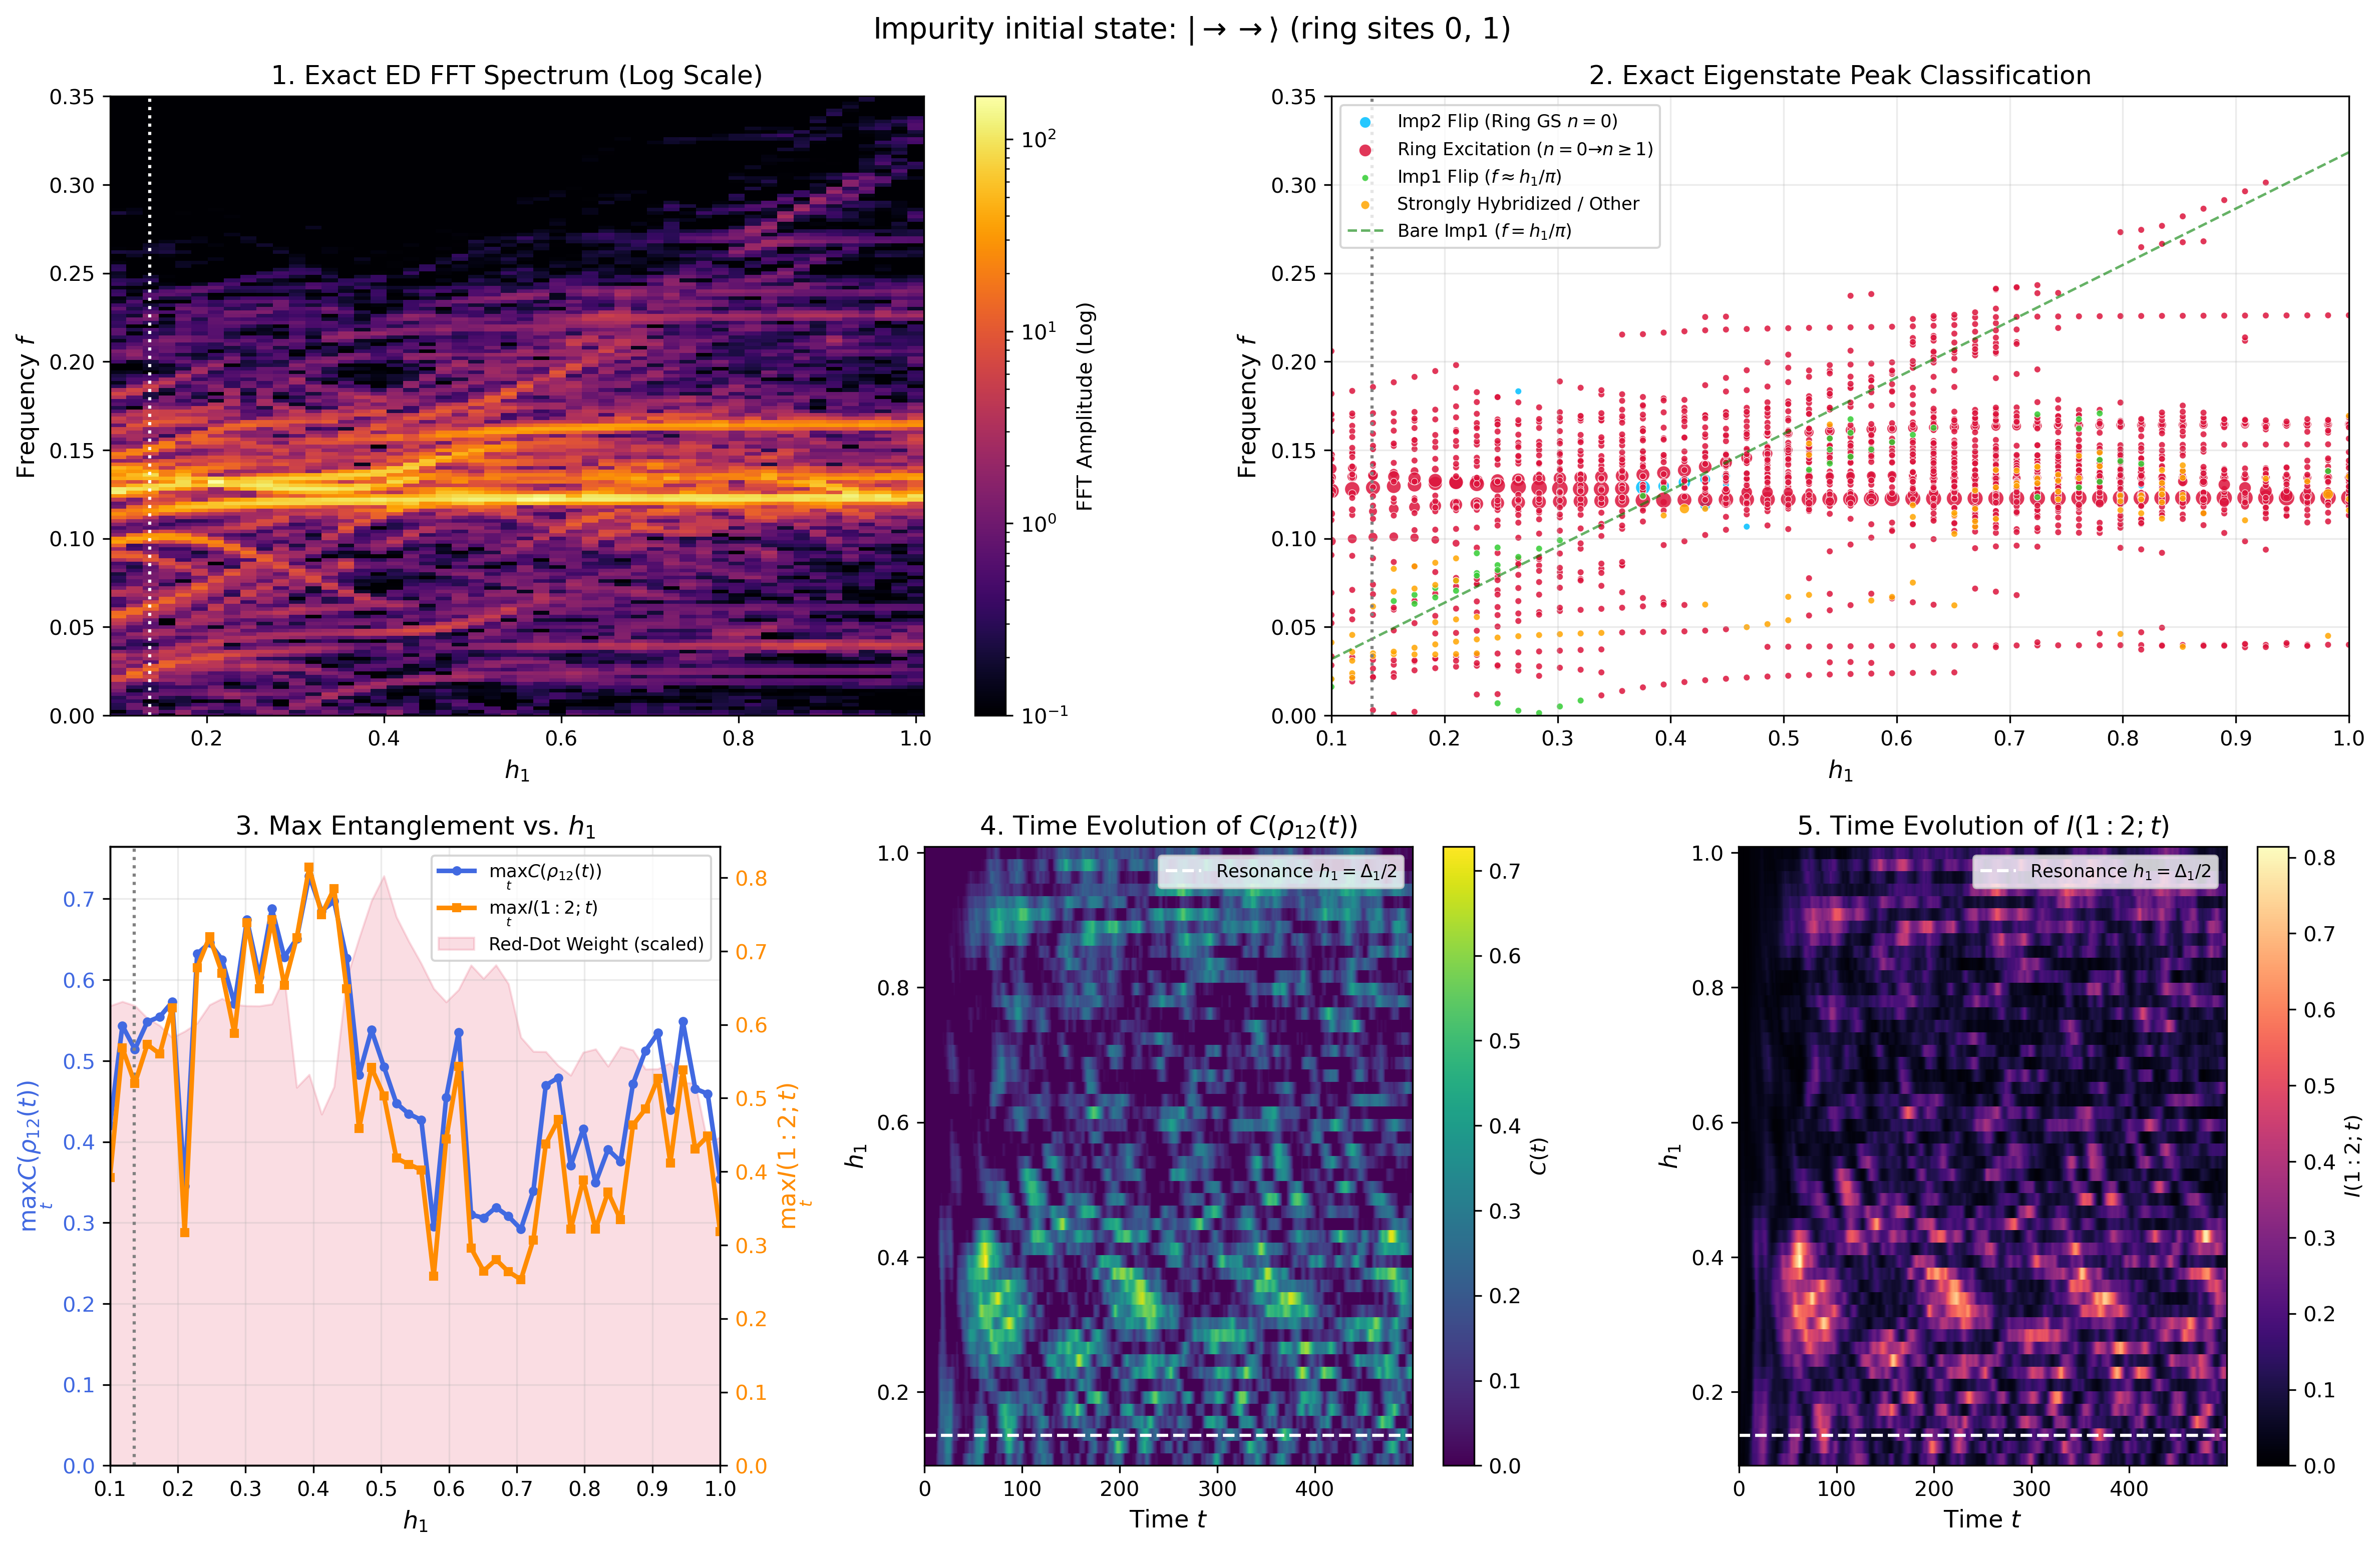 Impurity initial state: |→→⟩ (ring sites 0, 1)
1. Exact ED FFT Spectrum (Log Scale)
Frequency f
0.35
0.30
0.25
0.20
0.15
0.10
0.05
0.00
0.2
0.4
0.6
0.8
1.0
h₁
10²
10¹
10⁰
10⁻¹
FFT Amplitude (Log)
2. Exact Eigenstate Peak Classification
Frequency f
0.35
0.30
0.25
0.20
0.15
0.10
0.05
0.00
Imp2 Flip (Ring GS n = 0)
Ring Excitation (n = 0→n ≥ 1)
Imp1 Flip (f ≈ h₁/π)
Strongly Hybridized / Other
Bare Imp1 (f = h₁/π)
0.1
0.2
0.3
0.4
0.5
0.6
0.7
0.8
0.9
1.0
h₁
3. Max Entanglement vs. h₁
max C(ρ₁₂(t))
t
0.7
0.6
0.5
0.4
0.3
0.2
0.1
0.0
max C(ρ₁₂(t))
t
max I(1 : 2; t)
t
Red-Dot Weight (scaled)
0.8
0.7
0.6
0.5
0.4
0.3
0.2
0.1
0.0
max I(1 : 2; t)
t
0.1
0.2
0.3
0.4
0.5
0.6
0.7
0.8
0.9
1.0
h₁
4. Time Evolution of C(ρ₁₂(t))
h₁
1.0
0.8
0.6
0.4
0.2
Resonance h₁ = Δ₁/2
0
100
200
300
400
Time t
0.7
0.6
0.5
0.4
0.3
0.2
0.1
0.0
C(t)
5. Time Evolution of I(1 : 2; t)
h₁
1.0
0.8
0.6
0.4
0.2
Resonance h₁ = Δ₁/2
0
100
200
300
400
Time t
0.8
0.7
0.6
0.5
0.4
0.3
0.2
0.1
0.0
I(1 : 2; t)